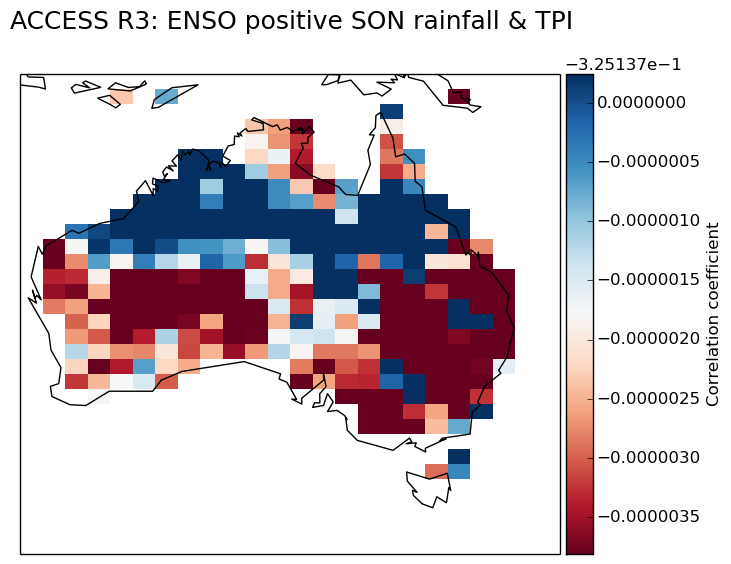 ACCESS R3: ENSO positive SON rainfall & TPI
−3.25137e−1
0.0000000
−0.0000005
−0.0000010
−0.0000015
−0.0000020
−0.0000025
−0.0000030
−0.0000035
Correlation coefficient